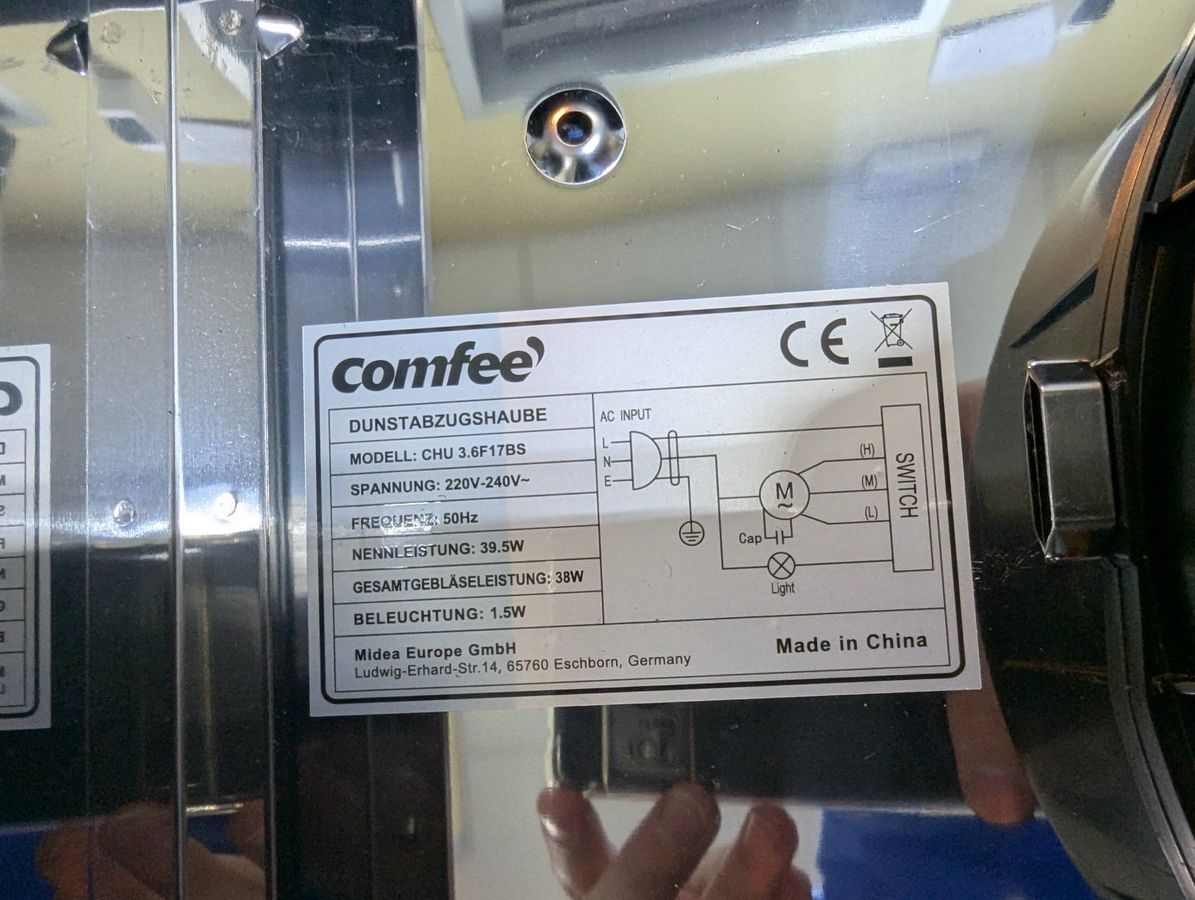 comfee'
CE
DUNSTABZUGSHAUBE
MODELL: CHU 3.6F17BS
SPANNUNG: 220V-240V~
FREQUENZ: 50Hz
NENNLEISTUNG: 39.5W
GESAMTGEBLÄSELEISTUNG: 38W
BELEUCHTUNG: 1.5W
AC INPUT
L
N
E
M
~
(H)
(M)
(L)
SWITCH
Cap
Light
Midea Europe GmbH
Ludwig-Erhard-Str.14, 65760 Eschborn, Germany
Made in China